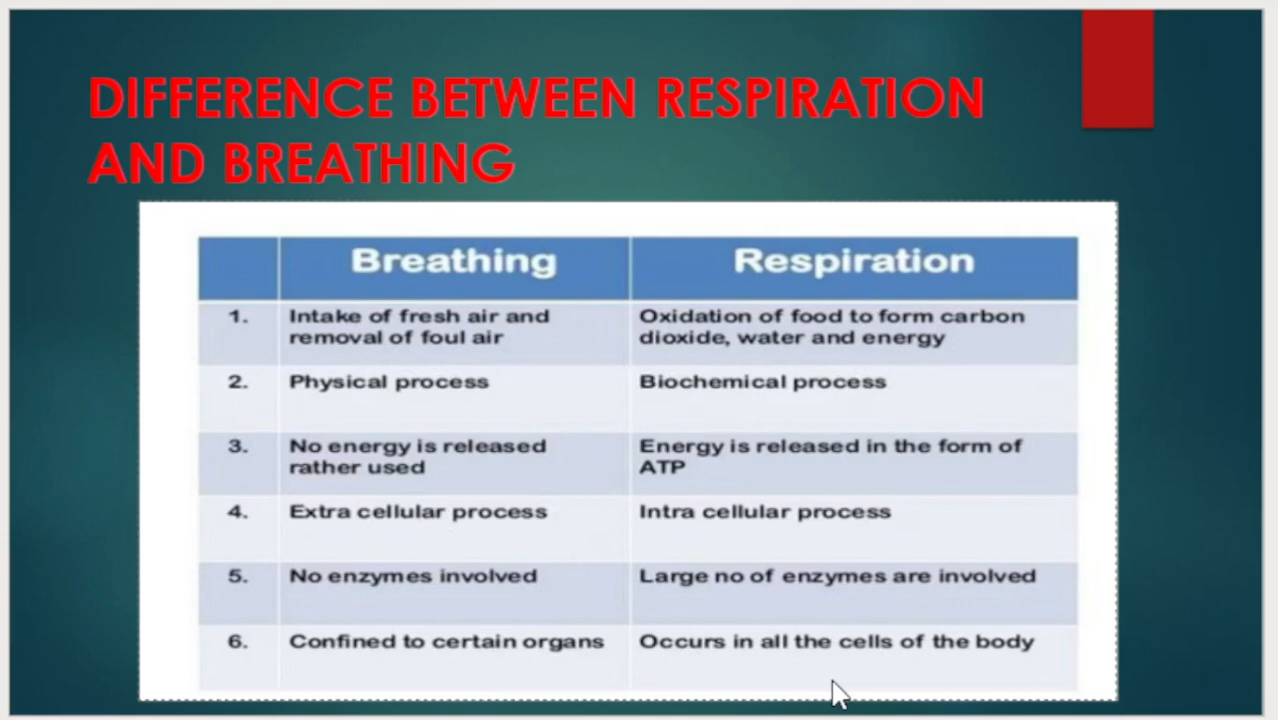 DIFFERENCE BETWEEN RESPIRATION
AND BREATHING
Breathing Respiration
1. Intake of fresh air and Oxidation of food to form carbon
removal of foul air dioxide, water and energy
2. Physical process Biochemical process
3. No energy is released Energy is released in the form of
rather used ATP
4. Extra cellular process Intra cellular process
5. No enzymes involved Large no of enzymes are involved
6. Confined to certain organs Occurs in all the cells of the body